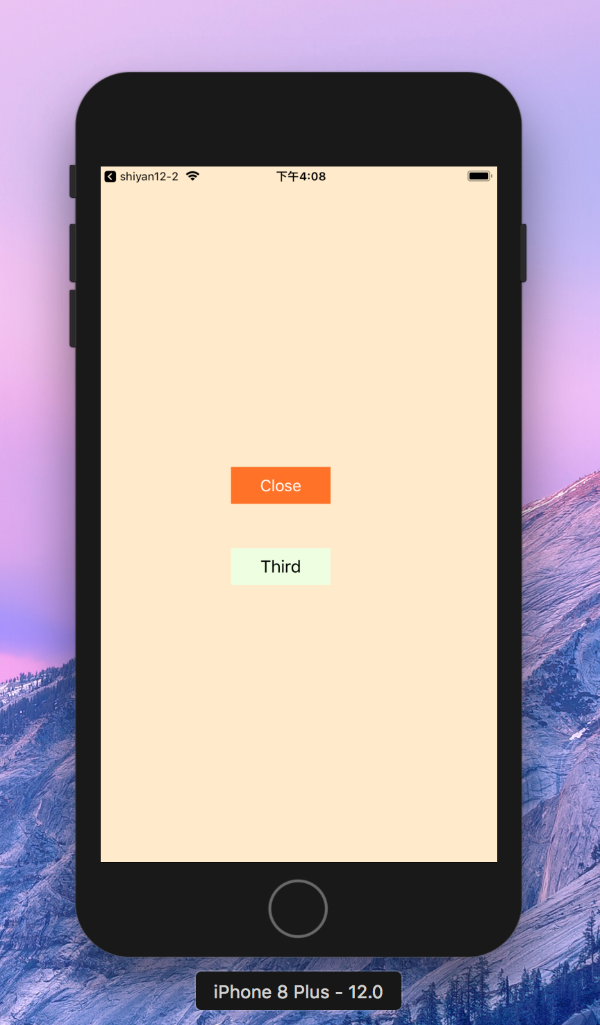 shiyan12-2
下午4:08
Close
Third
iPhone 8 Plus - 12.0